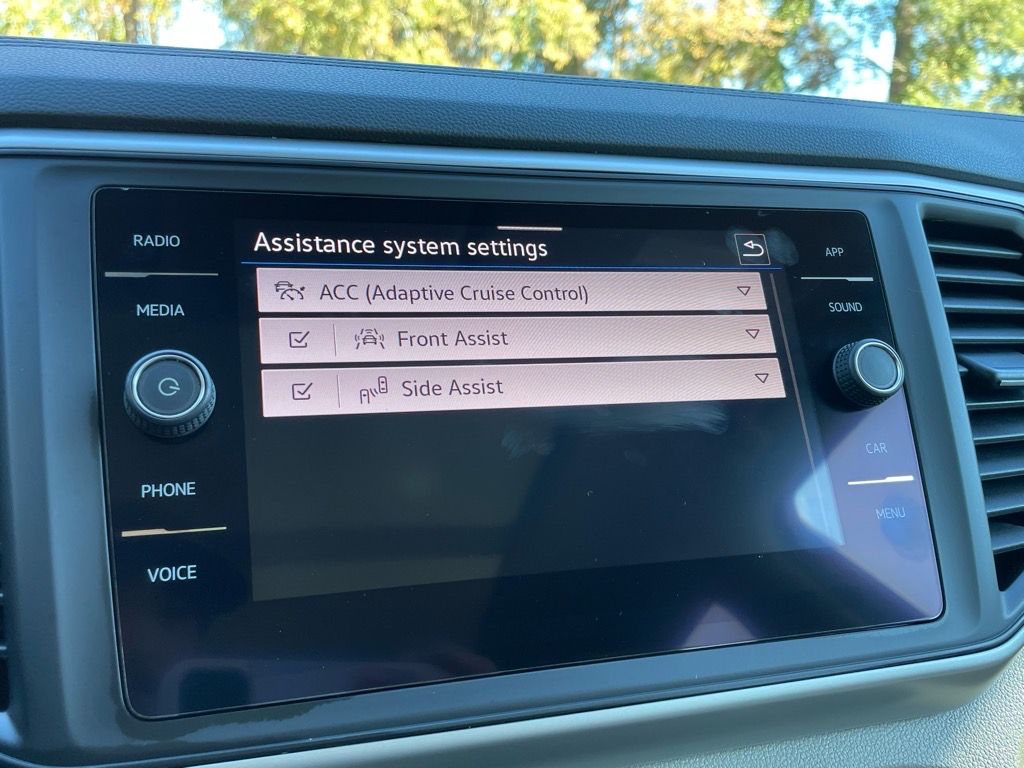 RADIO
MEDIA
PHONE
VOICE
Assistance system settings
ACC (Adaptive Cruise Control)
Front Assist
Side Assist
APP
SOUND
CAR
MENU